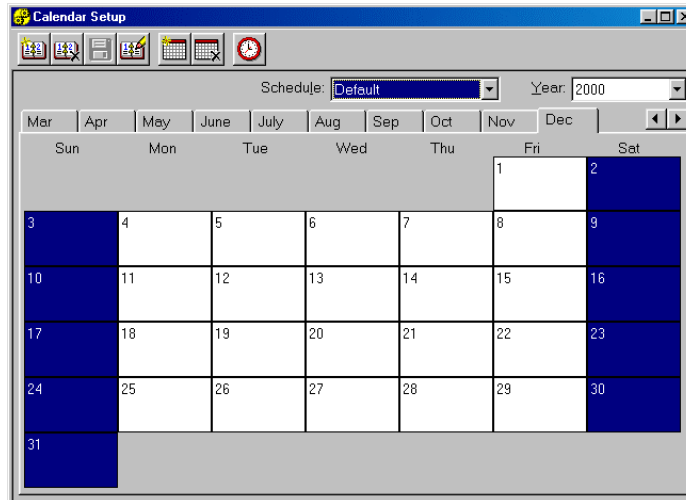 Calendar Setup
Schedule: Default Year: 2000
Mar Apr May June July Aug Sep Oct Nov Dec
Sun Mon Tue Wed Thu Fri Sat
1 2
3 4 5 6 7 8 9
10 11 12 13 14 15 16
17 18 19 20 21 22 23
24 25 26 27 28 29 30
31